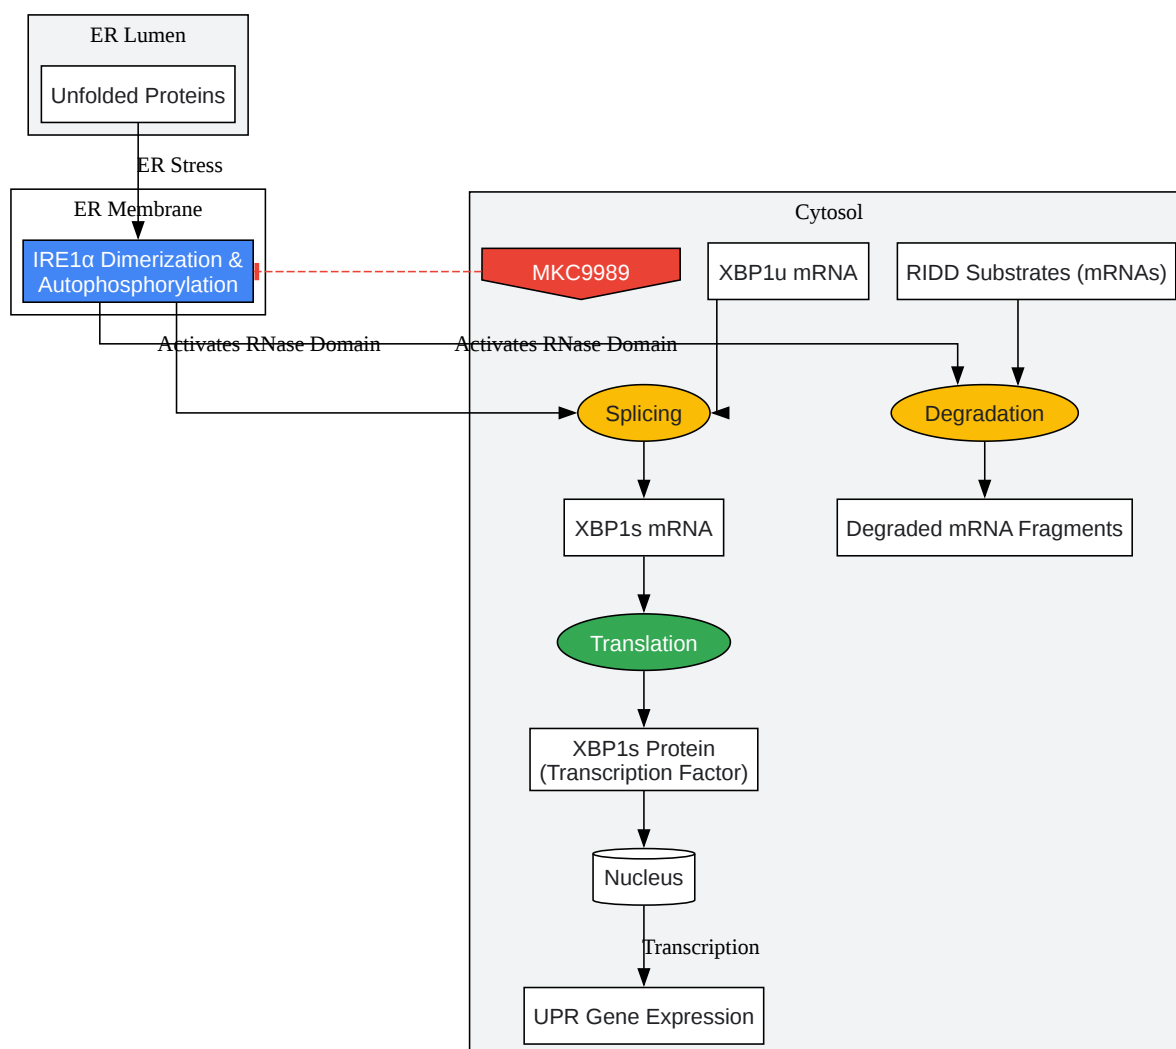 ER Lumen
Unfolded Proteins
ER Stress
ER Membrane
Cytosol
IRE1α Dimerization &
Autophosphorylation
MKC9989
XBP1u mRNA
RIDD Substrates (mRNAs)
Activates RNase Domain
Activates RNase Domain
Splicing
Degradation
XBP1s mRNA
Degraded mRNA Fragments
Translation
XBP1s Protein
(Transcription Factor)
Nucleus
Transcription
UPR Gene Expression